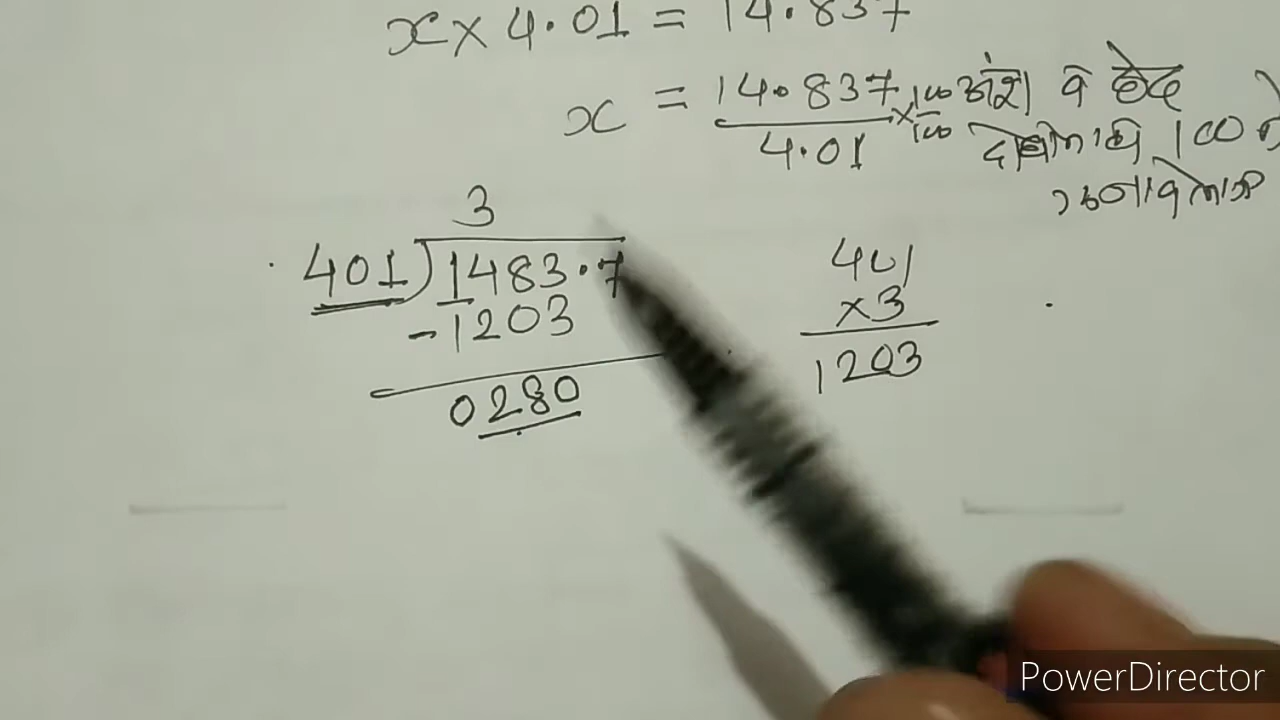 x × 4.01 = 14.837
x = 14.837 / 4.01 × 100/100 अंश व छेद
दोघांनाही 100 ने
3
401 ) 1483.7
- 1203
0280
401
×3
1203
PowerDirector